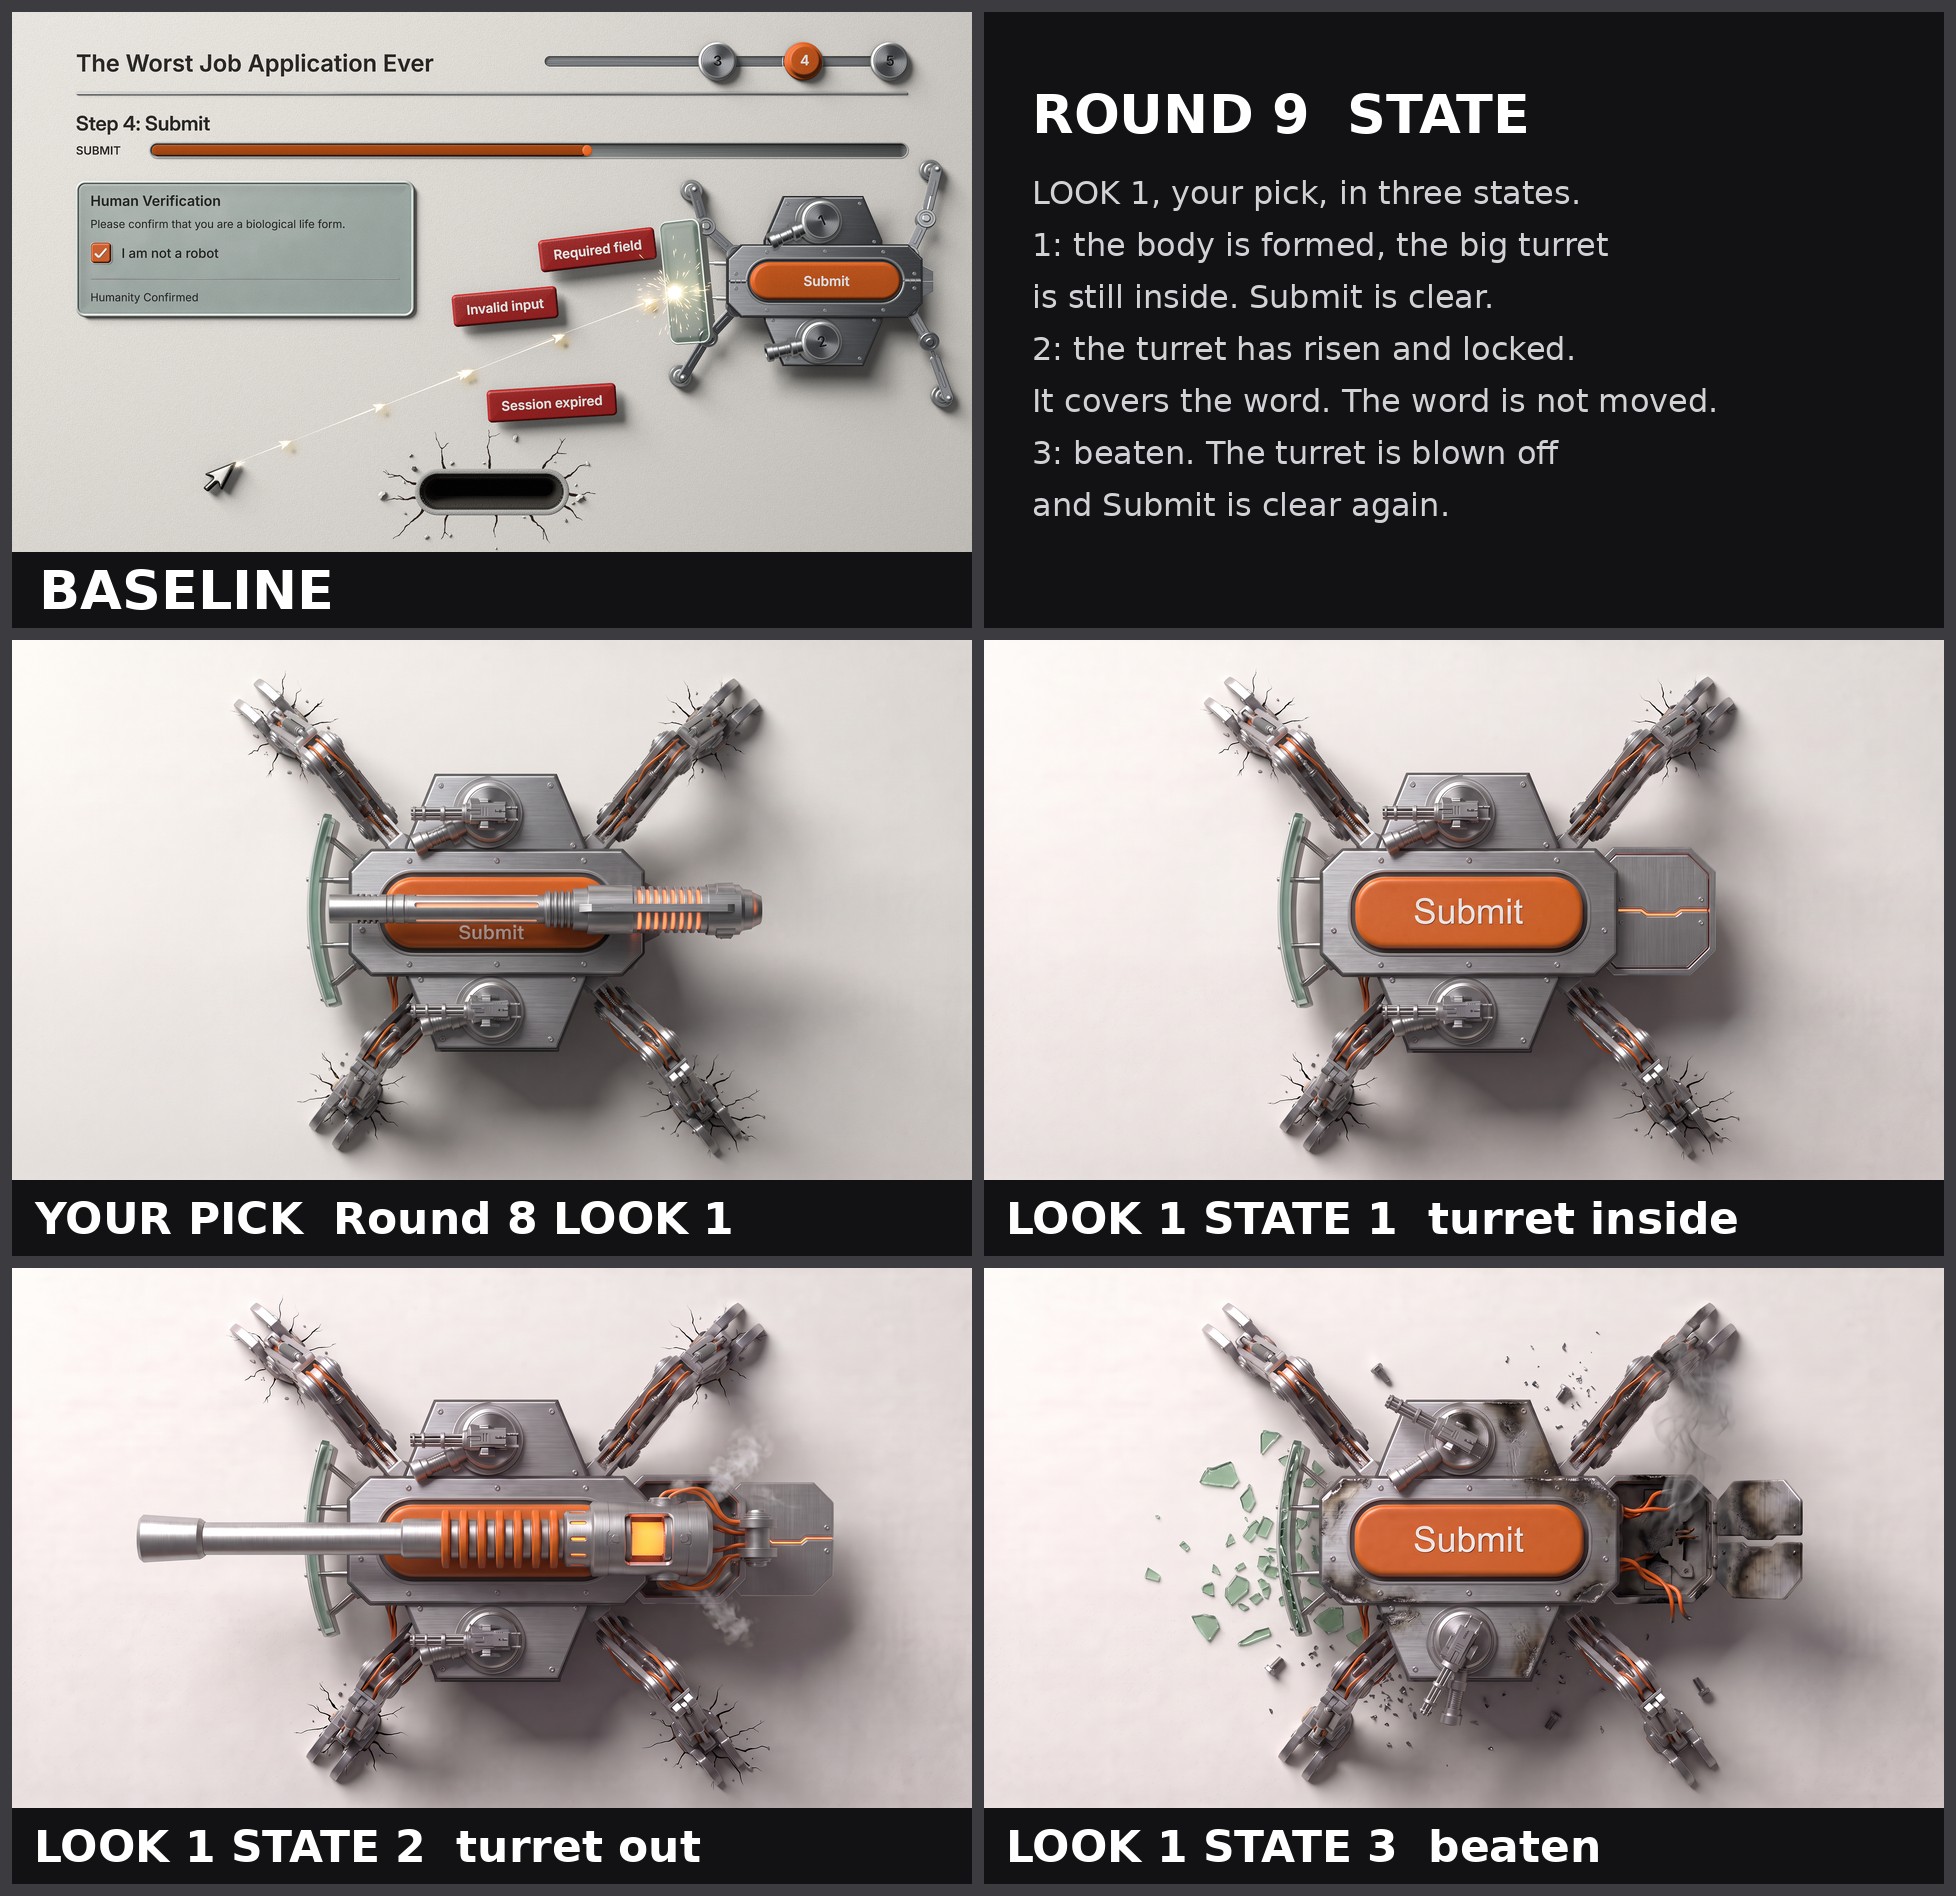 The Worst Job Application Ever
3
4
5
Step 4: Submit
SUBMIT
Human Verification
Please confirm that you are a biological life form.
I am not a robot
Humanity Confirmed
Required field
Invalid input
Session expired
1
Submit
2
BASELINE
ROUND 9 STATE
LOOK 1, your pick, in three states.
1: the body is formed, the big turret
is still inside. Submit is clear.
2: the turret has risen and locked.
It covers the word. The word is not moved.
3: beaten. The turret is blown off
and Submit is clear again.
Submit
YOUR PICK Round 8 LOOK 1
Submit
LOOK 1 STATE 1 turret inside
LOOK 1 STATE 2 turret out
Submit
LOOK 1 STATE 3 beaten